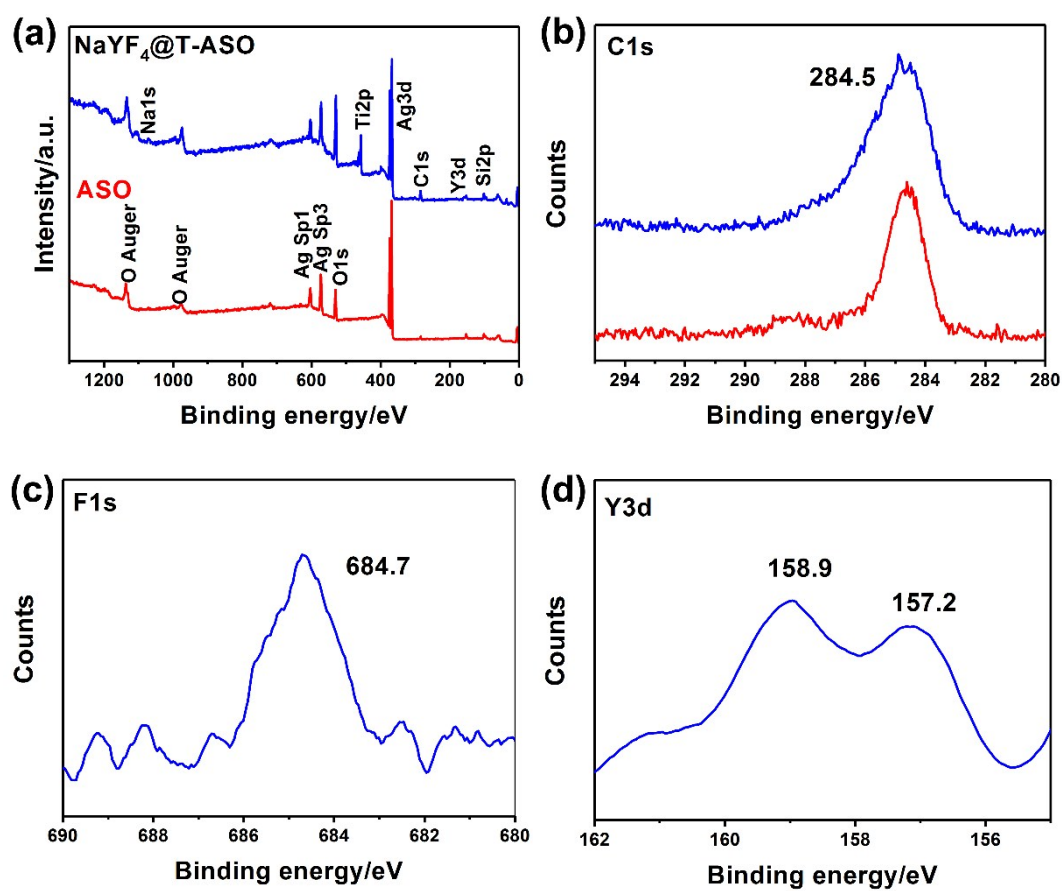 (a)
NaYF4@T-ASO
Na1s
Ti2p
Ag3d
C1s
Y3d
Si2p
ASO
O Auger
O Auger
Ag Sp1
Ag Sp3
O1s
Intensity/a.u.
1200 1000 800 600 400 200 0
Binding energy/eV
(b)
C1s
284.5
Counts
294 292 290 288 286 284 282 280
Binding energy/eV
(c)
F1s
684.7
Counts
690 688 686 684 682 680
Binding energy/eV
(d)
Y3d
158.9
157.2
Counts
162 160 158 156
Binding energy/eV